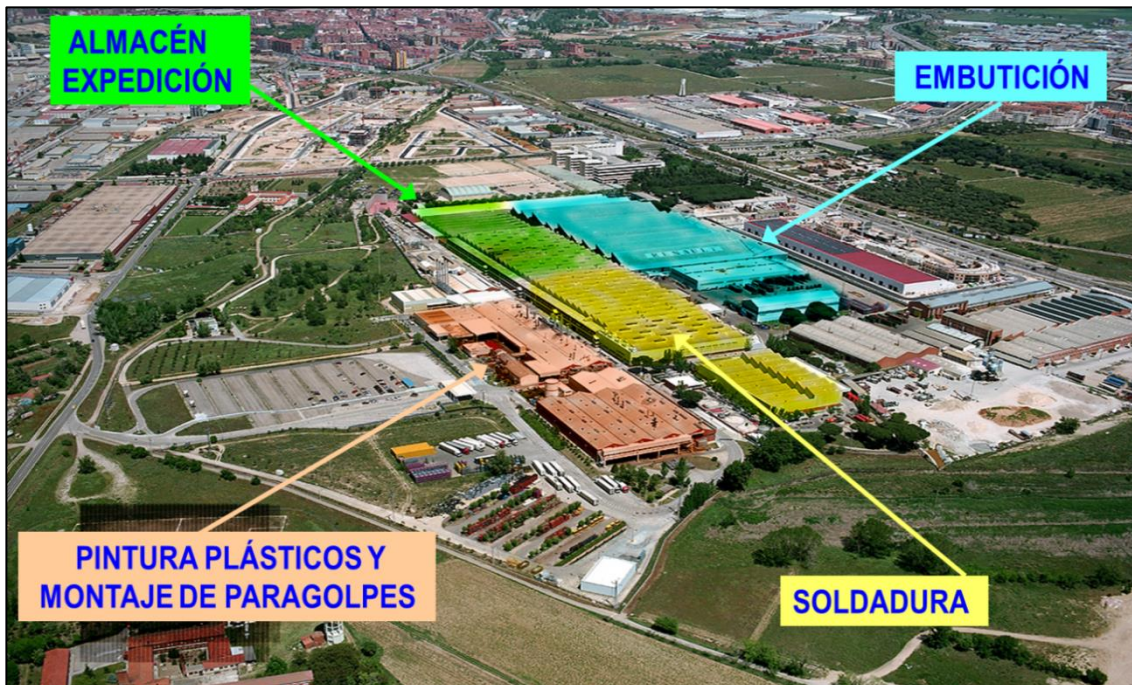 ALMACÉN
EXPEDICIÓN
EMBUTICIÓN
PINTURA PLÁSTICOS Y
MONTAJE DE PARAGOLPES
SOLDADURA